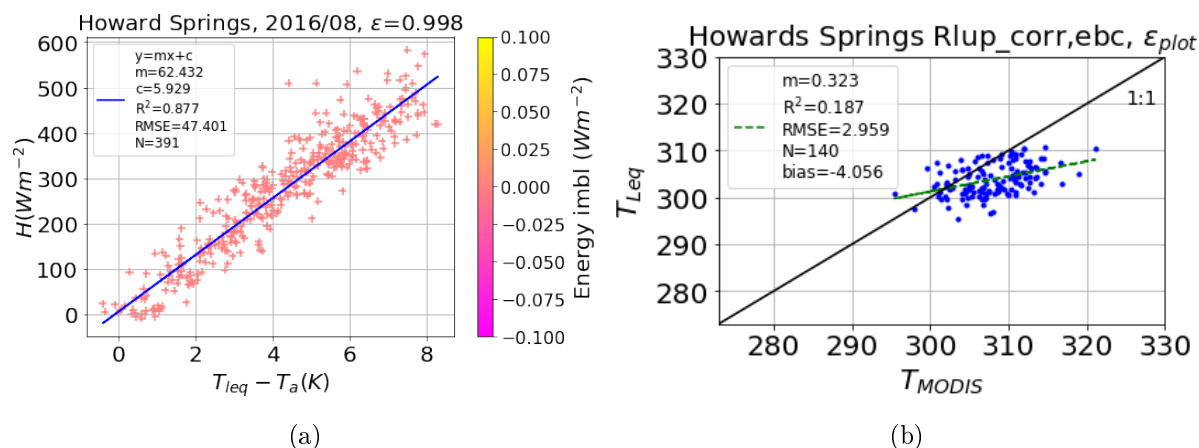 Howard Springs, 2016/08, ε=0.998
y=mx+c
m=62.432
c=5.929
R²=0.877
RMSE=47.401
N=391
600
500
400
300
200
100
0
H(Wm⁻²)
0 2 4 6 8
T_leq − T_a(K)
0.100
0.075
0.050
0.025
0.000
−0.025
−0.050
−0.075
−0.100
Energy imbl (Wm⁻²)
(a)
Howards Springs Rlup_corr,ebc, ε_plot
m=0.323
R²=0.187
RMSE=2.959
N=140
bias=-4.056
1:1
330
320
310
300
290
280
T_Leq
280 290 300 310 320 330
T_MODIS
(b)